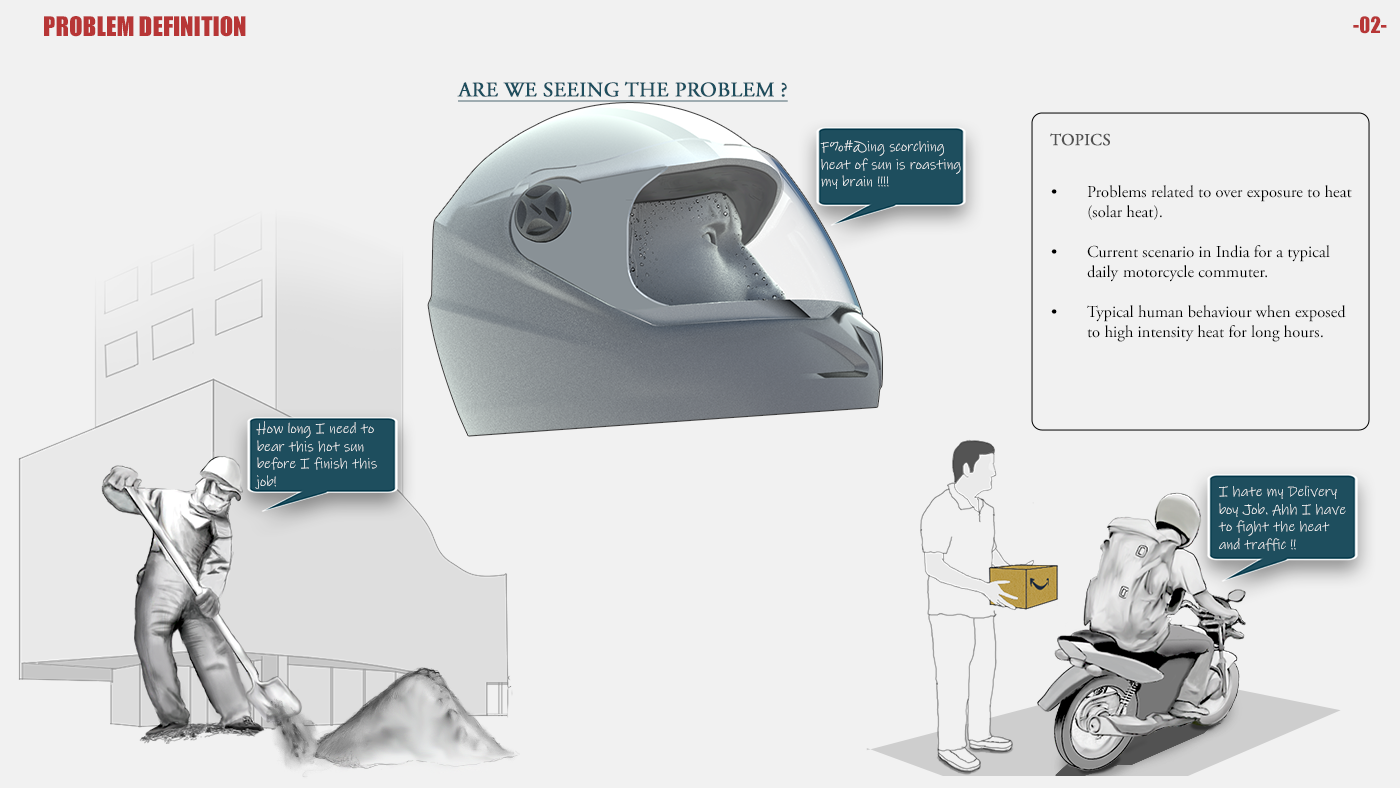 PROBLEM DEFINITION
-02-
ARE WE SEEING THE PROBLEM ?
F%#@ing scorching
heat of sun is roasting
my brain !!!!
TOPICS
• Problems related to over exposure to heat
(solar heat).
• Current scenario in India for a typical
daily motorcycle commuter.
• Typical human behaviour when exposed
to high intensity heat for long hours.
How long I need to
bear this hot sun
before I finish this
job!
I hate my Delivery
boy Job. Ahh I have
to fight the heat
and traffic !!